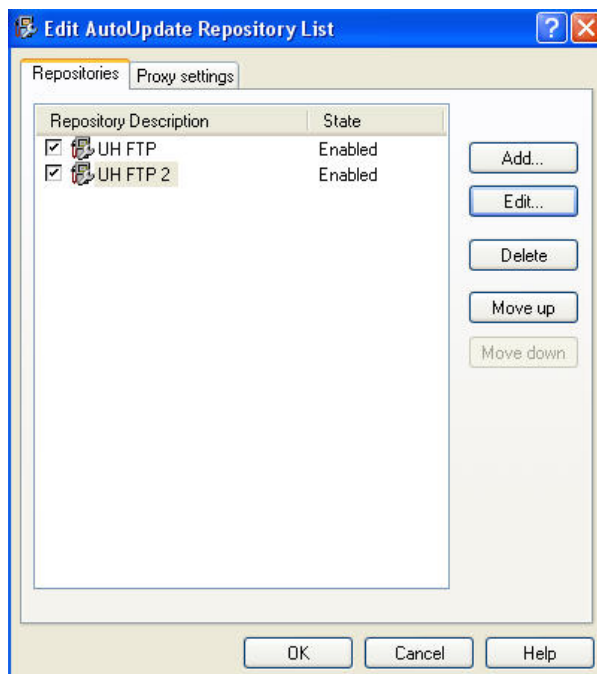 Edit AutoUpdate Repository List
Repositories Proxy settings
Repository Description State
UH FTP Enabled
UH FTP 2 Enabled
Add...
Edit...
Delete
Move up
Move down
OK Cancel Help